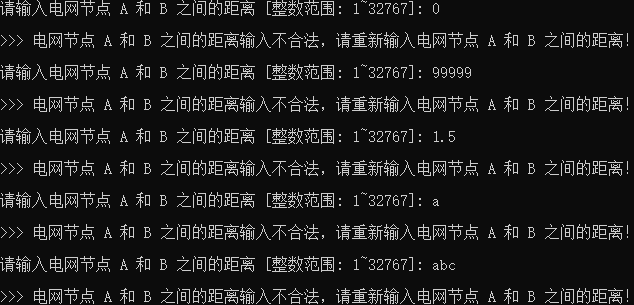 请输入电网节点 A 和 B 之间的距离 [整数范围: 1~32767]: 0
>>> 电网节点 A 和 B 之间的距离输入不合法，请重新输入电网节点 A 和 B 之间的距离!
请输入电网节点 A 和 B 之间的距离 [整数范围: 1~32767]: 99999
>>> 电网节点 A 和 B 之间的距离输入不合法，请重新输入电网节点 A 和 B 之间的距离!
请输入电网节点 A 和 B 之间的距离 [整数范围: 1~32767]: 1.5
>>> 电网节点 A 和 B 之间的距离输入不合法，请重新输入电网节点 A 和 B 之间的距离!
请输入电网节点 A 和 B 之间的距离 [整数范围: 1~32767]: a
>>> 电网节点 A 和 B 之间的距离输入不合法，请重新输入电网节点 A 和 B 之间的距离!
请输入电网节点 A 和 B 之间的距离 [整数范围: 1~32767]: abc
>>> 电网节点 A 和 B 之间的距离输入不合法，请重新输入电网节点 A 和 B 之间的距离!